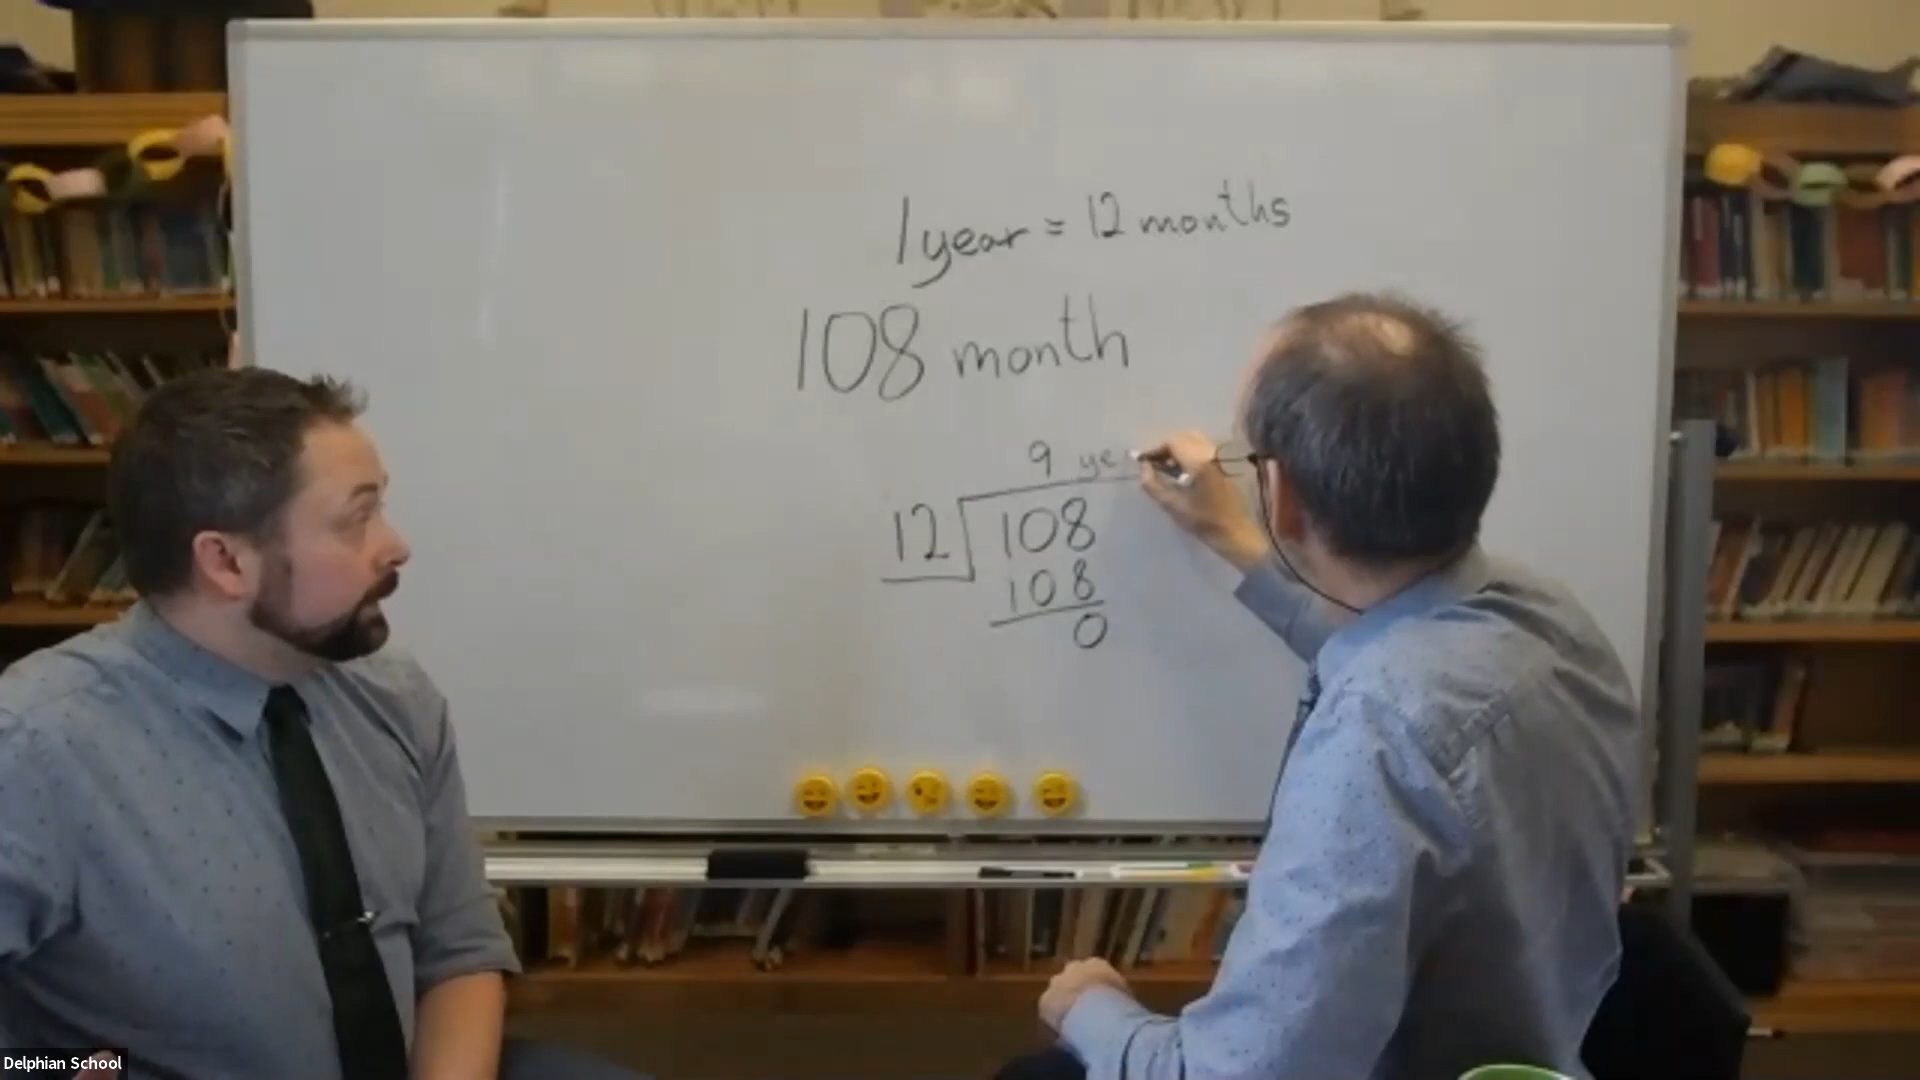 1 year = 12 months
108 month
9 ye
12 108
108
0
Delphian School